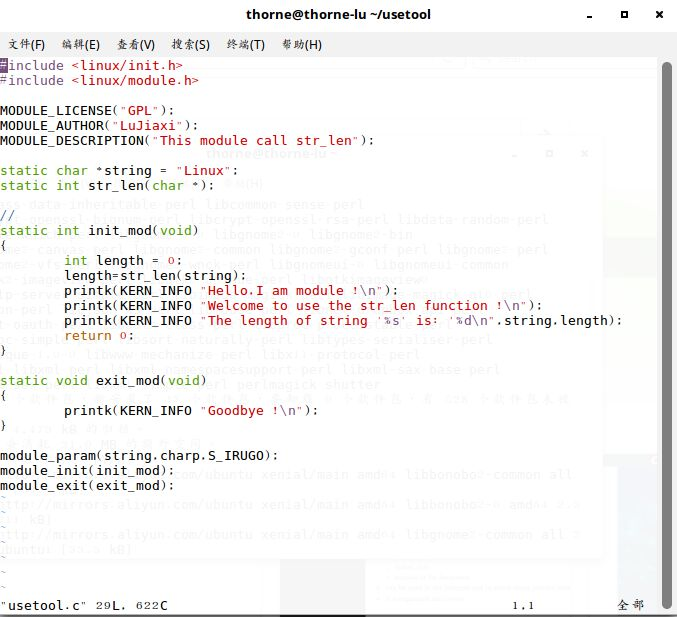 thorne@thorne-lu ~/usetool
文件(F) 编辑(E) 查看(V) 搜索(S) 终端(T) 帮助(H)
#include <linux/init.h>
#include <linux/module.h>
MODULE_LICENSE("GPL");
MODULE_AUTHOR("LuJiaxi");
MODULE_DESCRIPTION("This module call str_len");
static char *string = "Linux";
static int str_len(char *);
//
static int init_mod(void)
{
int length = 0;
length=str_len(string);
printk(KERN_INFO "Hello,I am module !\n");
printk(KERN_INFO "Welcome to use the str_len function !\n");
printk(KERN_INFO "The length of string '%s' is: '%d\n",string,length);
return 0;
}
static void exit_mod(void)
{
printk(KERN_INFO "Goodbye !\n");
}
module_param(string,charp,S_IRUGO);
module_init(init_mod);
module_exit(exit_mod);
~
~
~
~
~
~
~
"usetool.c" 29L, 622C 1,1 全部